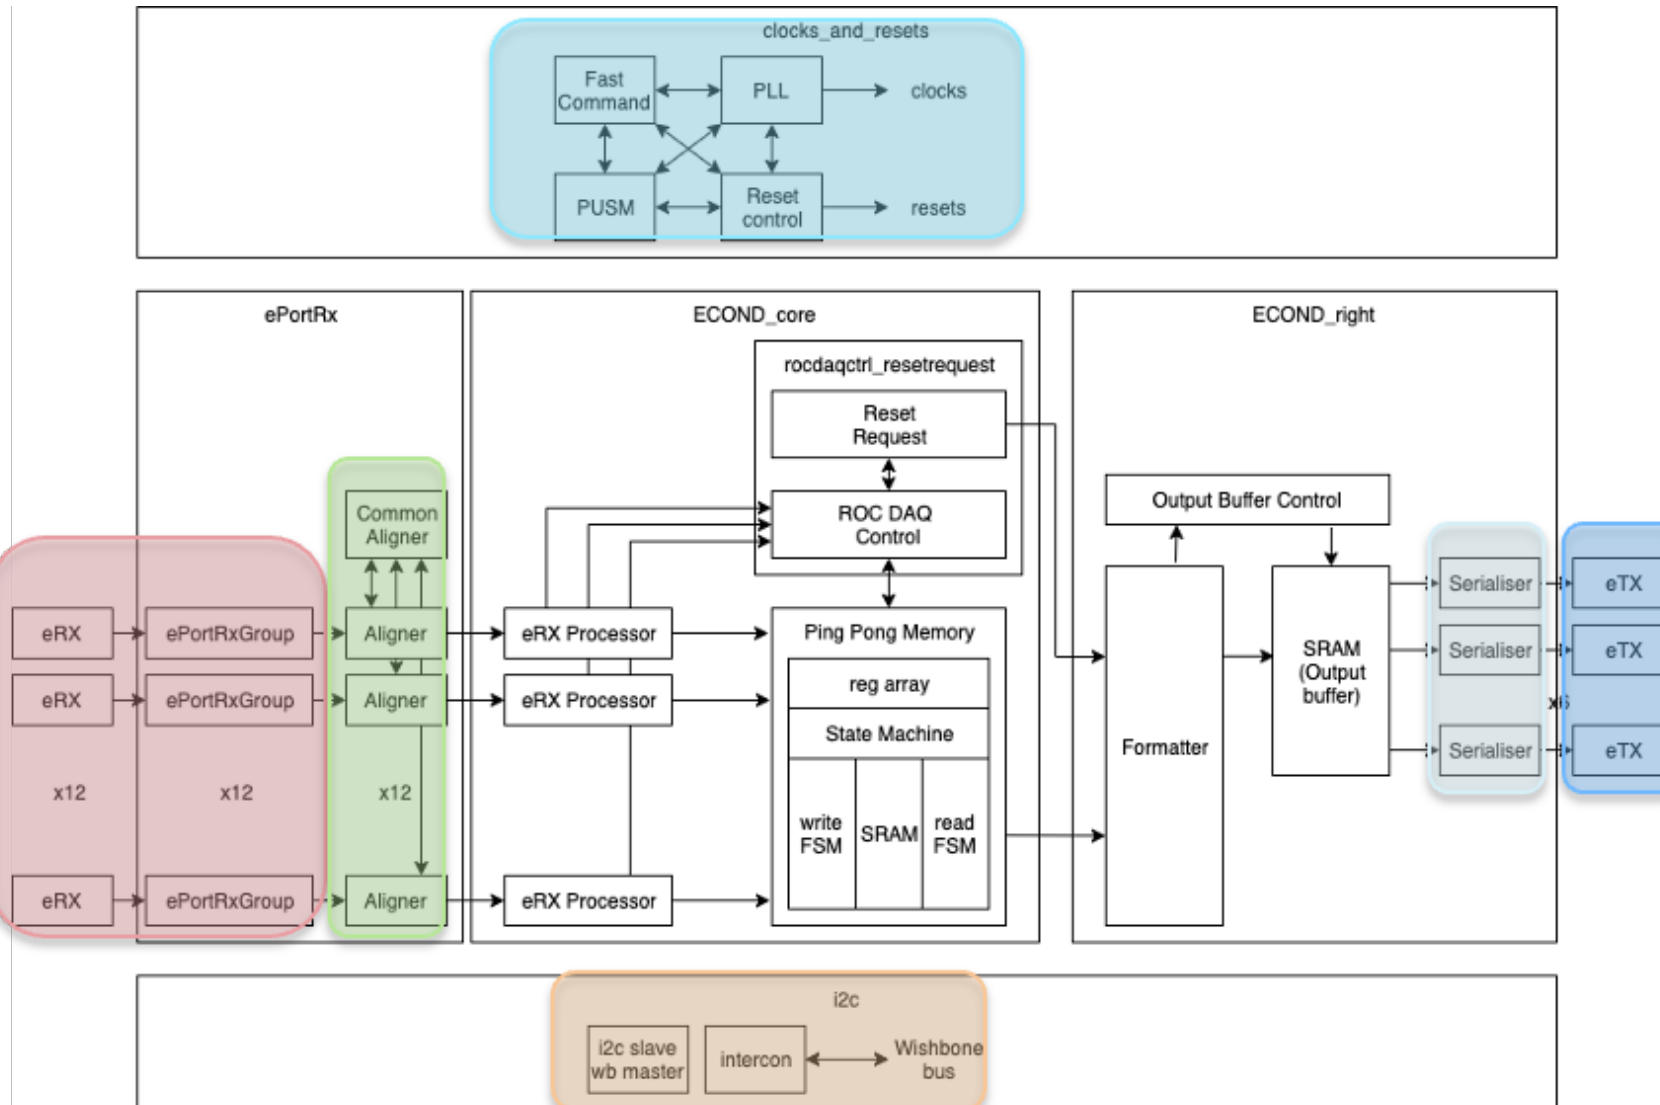 clocks_and_resets
Fast
Command
PLL
clocks
PUSM
Reset
control
resets
ePortRx
ECOND_core
ECOND_right
rocdaqctrl_resetrequest
Reset
Request
Common
Aligner
ROC DAQ
Control
Output Buffer Control
eRX
ePortRxGroup
Aligner
eRX Processor
Ping Pong Memory
reg array
State Machine
write
FSM
SRAM
read
FSM
eRX
ePortRxGroup
Aligner
eRX Processor
x12
x12
x12
eRX
ePortRxGroup
Aligner
eRX Processor
Formatter
SRAM
(Output
buffer)
Serialiser
eTX
Serialiser
eTX
x6
Serialiser
eTX
i2c
i2c slave
wb master
intercon
Wishbone
bus